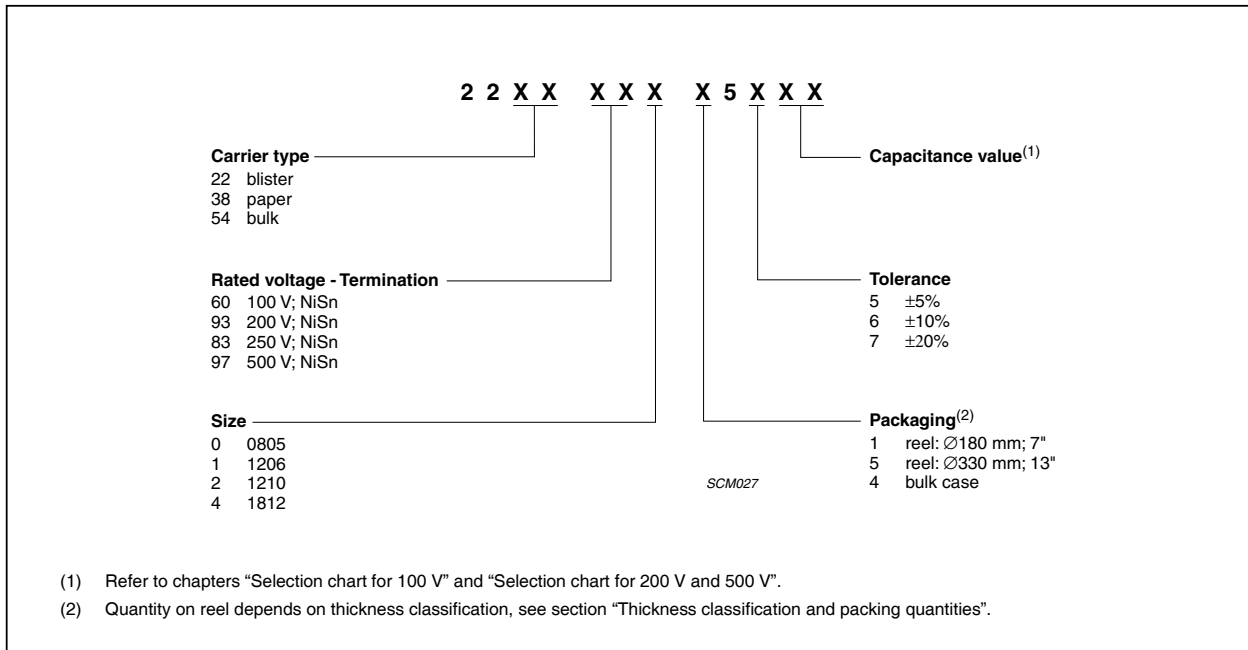 2 2 X X X X X X 5 X X X
Carrier type
22 blister
38 paper
54 bulk
Capacitance value(1)
Rated voltage - Termination
60 100 V; NiSn
93 200 V; NiSn
83 250 V; NiSn
97 500 V; NiSn
Tolerance
5 ±5%
6 ±10%
7 ±20%
Size
0 0805
1 1206
2 1210
4 1812
Packaging(2)
1 reel: Ø180 mm; 7"
5 reel: Ø330 mm; 13"
4 bulk case
SCM027
(1) Refer to chapters “Selection chart for 100 V” and “Selection chart for 200 V and 500 V”.
(2) Quantity on reel depends on thickness classification, see section “Thickness classification and packing quantities”.